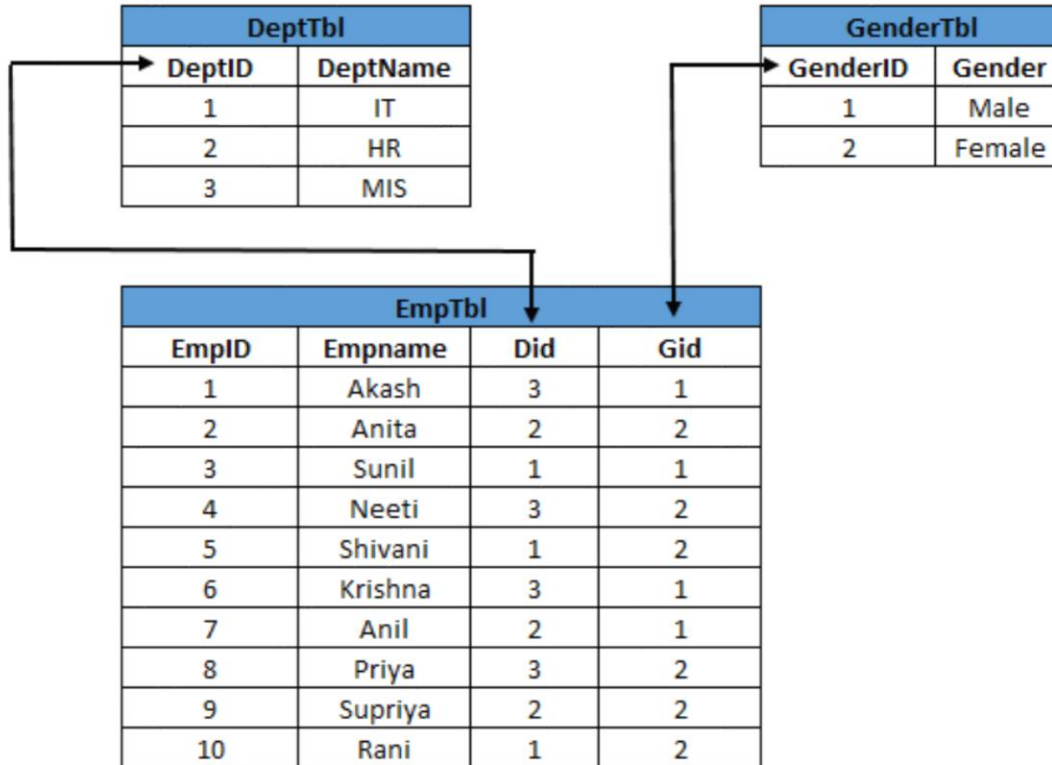 DeptTbl
DeptID DeptName
1 IT
2 HR
3 MIS
GenderTbl
GenderID Gender
1 Male
2 Female
EmpTbl
EmpID Empname Did Gid
1 Akash 3 1
2 Anita 2 2
3 Sunil 1 1
4 Neeti 3 2
5 Shivani 1 2
6 Krishna 3 1
7 Anil 2 1
8 Priya 3 2
9 Supriya 2 2
10 Rani 1 2